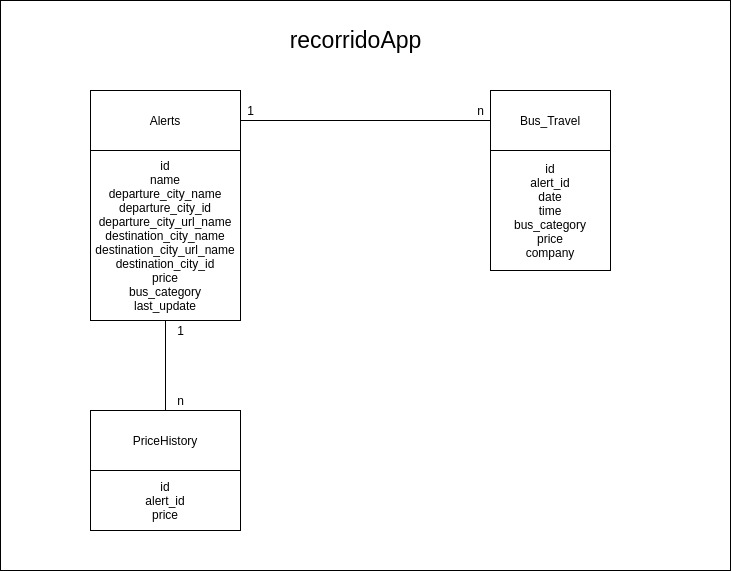 recorridoApp
Alerts
1
n
Bus_Travel
id
name
departure_city_name
departure_city_id
departure_city_url_name
destination_city_name
destination_city_url_name
destination_city_id
price
bus_category
last_update
id
alert_id
date
time
bus_category
price
company
1
n
PriceHistory
id
alert_id
price